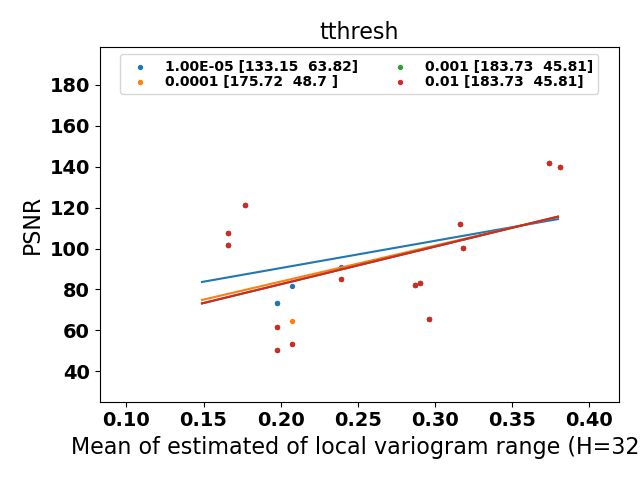 tthresh
1.00E-05 [133.15  63.82]
0.0001 [175.72  48.7 ]
0.001 [183.73  45.81]
0.01 [183.73  45.81]
PSNR
180
160
140
120
100
80
60
40
0.10 0.15 0.20 0.25 0.30 0.35 0.40
Mean of estimated of local variogram range (H=32